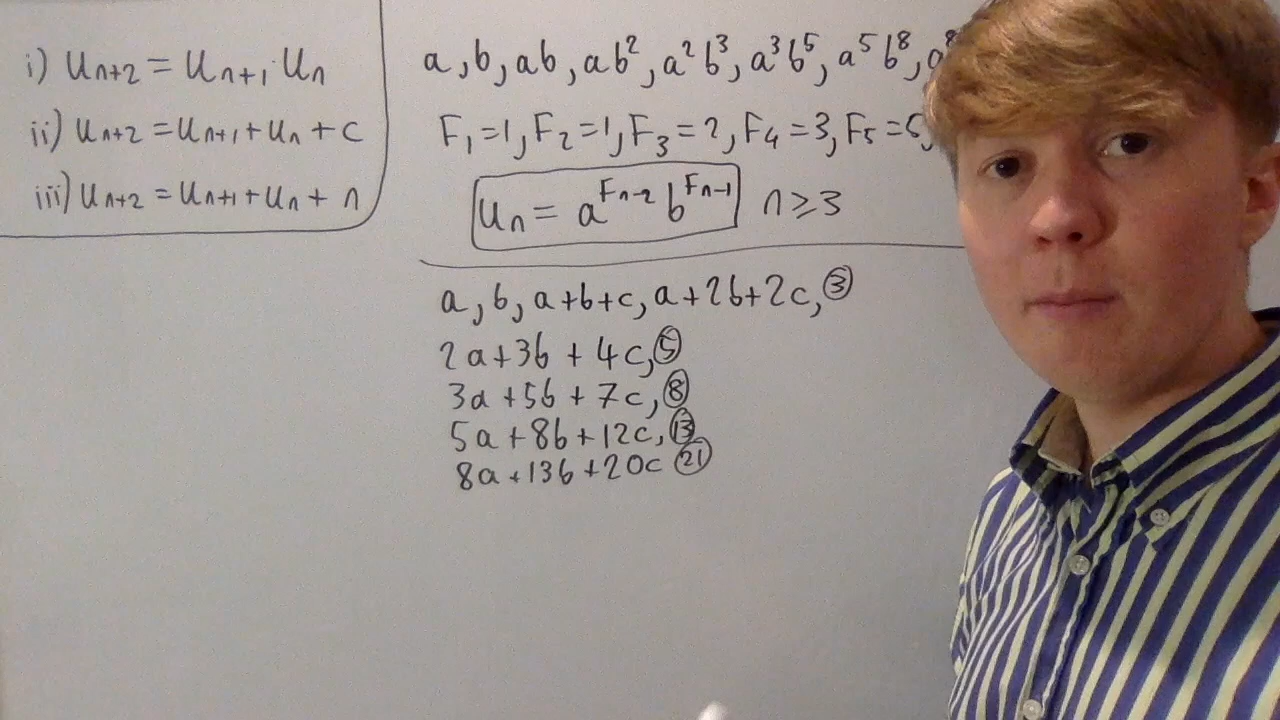 i) Uₙ₊₂ = Uₙ₊₁ · Uₙ
ii) Uₙ₊₂ = Uₙ₊₁ + Uₙ + c
iii) Uₙ₊₂ = Uₙ₊₁ + Uₙ + n
a, b, ab, ab², a²b³, a³b⁵, a⁵b⁸, a⁸
F₁=1, F₂=1, F₃=2, F₄=3, F₅=5,
Uₙ = a^(Fₙ₋₂) b^(Fₙ₋₁) n≥3
a, b, a+b+c, a+2b+2c, ③
2a+3b + 4c, ⑤
3a+5b + 7c, ⑧
5a+8b+12c, ⑬
8a+13b+20c ㉑